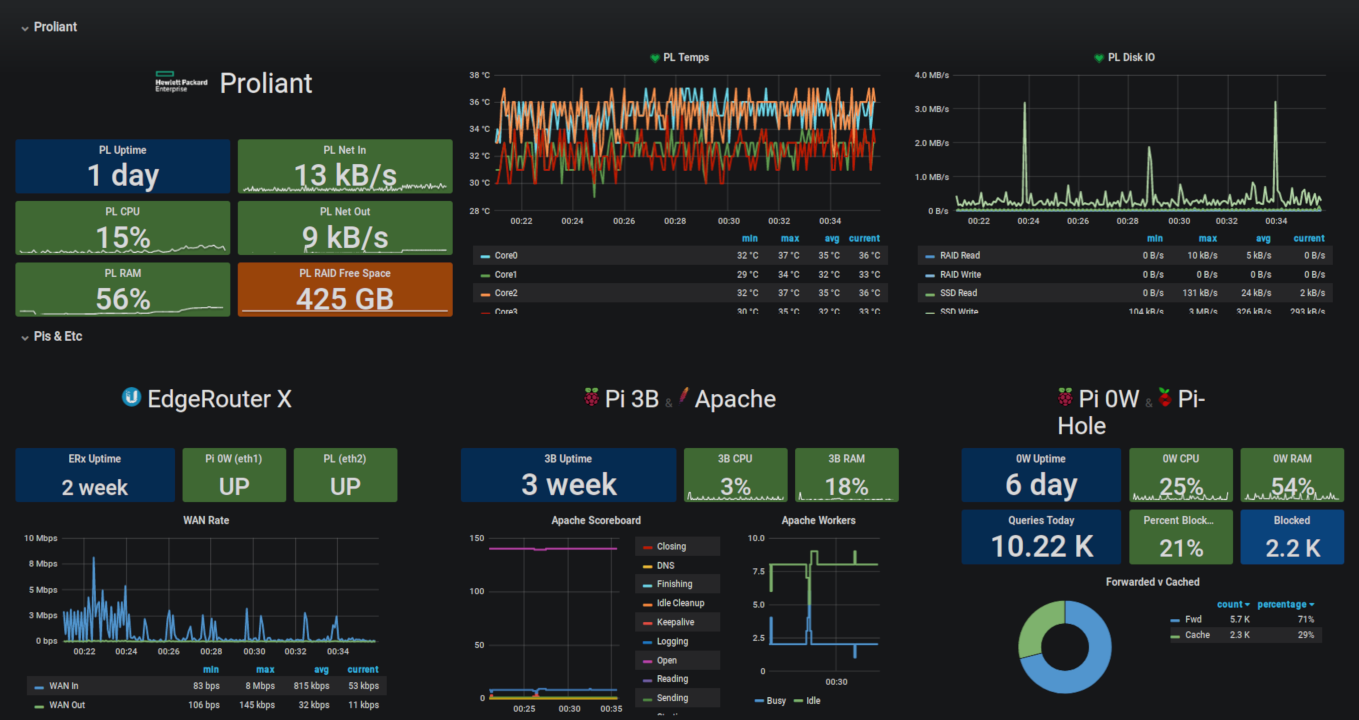 Proliant
Hewlett Packard
Enterprise
Proliant
PL Uptime
1 day
PL Net In
13 kB/s
PL CPU
15%
PL Net Out
9 kB/s
PL RAM
56%
PL RAID Free Space
425 GB
PL Temps
38 °C
36 °C
34 °C
32 °C
30 °C
28 °C
00:22 00:24 00:26 00:28 00:30 00:32 00:34
min max avg current
Core0 32 °C 37 °C 35 °C 36 °C
Core1 29 °C 34 °C 32 °C 33 °C
Core2 32 °C 37 °C 35 °C 36 °C
Core3 30 °C 35 °C 32 °C 33 °C
PL Disk IO
4.0 MB/s
3.0 MB/s
2.0 MB/s
1.0 MB/s
0 B/s
00:22 00:24 00:26 00:28 00:30 00:32 00:34
min max avg current
RAID Read 0 B/s 10 kB/s 5 kB/s 0 B/s
RAID Write 0 B/s 0 B/s 0 B/s 0 B/s
SSD Read 0 B/s 131 kB/s 24 kB/s 2 kB/s
SSD Write 104 kB/s 3 MB/s 326 kB/s 293 kB/s
Pis & Etc
EdgeRouter X
ERx Uptime
2 week
Pi 0W (eth1)
UP
PL (eth2)
UP
WAN Rate
10 Mbps
8 Mbps
5 Mbps
3 Mbps
0 bps
00:22 00:24 00:26 00:28 00:30 00:32 00:34
min max avg current
WAN In 83 bps 8 Mbps 815 kbps 53 kbps
WAN Out 106 bps 145 kbps 32 kbps 11 kbps
Pi 3B & Apache
3B Uptime
3 week
3B CPU
3%
3B RAM
18%
Apache Scoreboard
150
100
50
0
00:25 00:30 00:35
Closing
DNS
Finishing
Idle Cleanup
Keepalive
Logging
Open
Reading
Sending
Apache Workers
10.0
7.5
5.0
2.5
0
00:30
Busy Idle
Pi 0W & Pi-
Hole
0W Uptime
6 day
0W CPU
25%
0W RAM
54%
Queries Today
10.22 K
Percent Block...
21%
Blocked
2.2 K
Forwarded v Cached
count percentage
Fwd 5.7 K 71%
Cache 2.3 K 29%